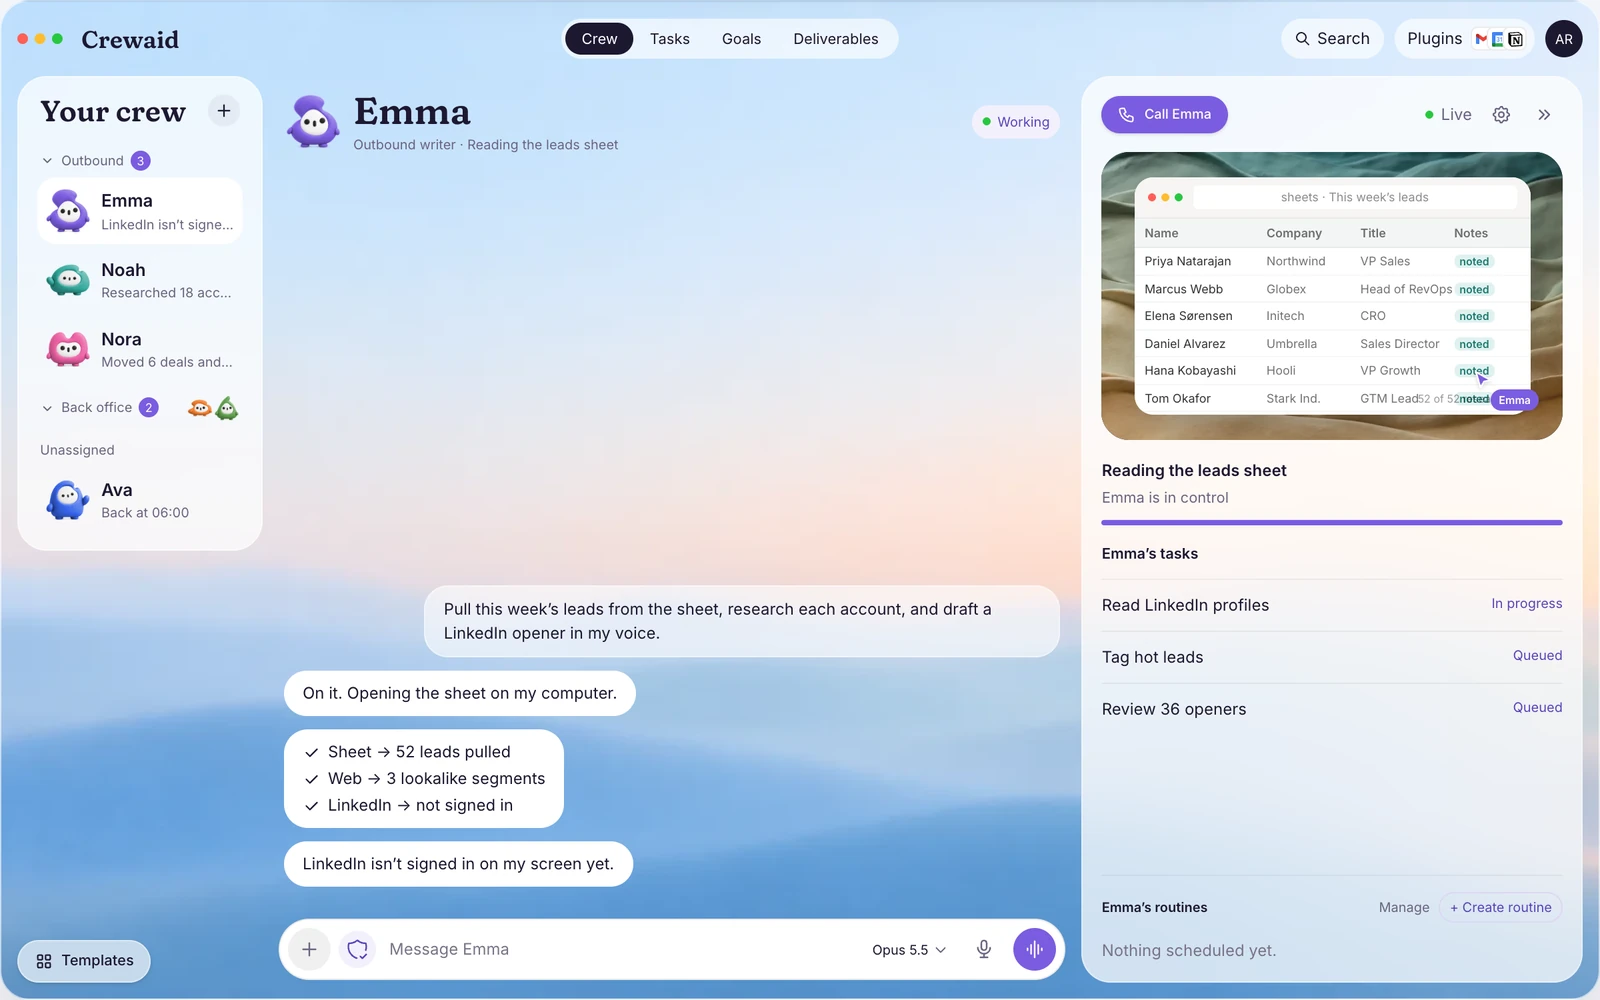 Crewaid
Crew
Tasks
Goals
Deliverables
Search
Plugins
31
AR
Your crew
Outbound 3
Emma
LinkedIn isn’t signe...
Noah
Researched 18 acc...
Nora
Moved 6 deals and...
Back office 2
Unassigned
Ava
Back at 06:00
Templates
Emma
Outbound writer · Reading the leads sheet
Working
Pull this week’s leads from the sheet, research each account, and draft a
LinkedIn opener in my voice.
On it. Opening the sheet on my computer.
Sheet → 52 leads pulled
Web → 3 lookalike segments
LinkedIn → not signed in
LinkedIn isn’t signed in on my screen yet.
Message Emma
Opus 5.5
Call Emma
Live
sheets · This week’s leads
Name Company Title Notes
Priya Natarajan Northwind VP Sales noted
Marcus Webb Globex Head of RevOps noted
Elena Sørensen Initech CRO noted
Daniel Alvarez Umbrella Sales Director noted
Hana Kobayashi Hooli VP Growth noted
Tom Okafor Stark Ind. GTM Lead 52 of 52 noted
Emma
Reading the leads sheet
Emma is in control
Emma’s tasks
Read LinkedIn profiles In progress
Tag hot leads Queued
Review 36 openers Queued
Emma’s routines Manage + Create routine
Nothing scheduled yet.